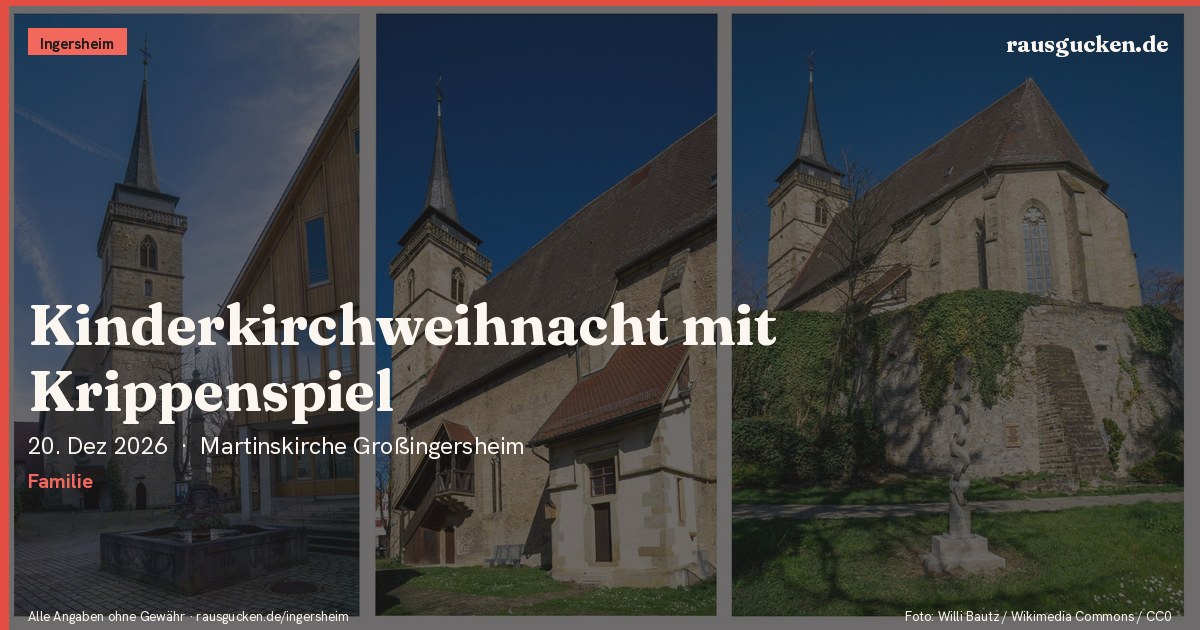 Ingersheim
rausgucken.de
Kinderkirchweihnacht mit
Krippenspiel
20. Dez 2026 · Martinskirche Großingersheim
Familie
Alle Angaben ohne Gewähr · rausgucken.de/ingersheim
Foto: Willi Bautz / Wikimedia Commons / CC0